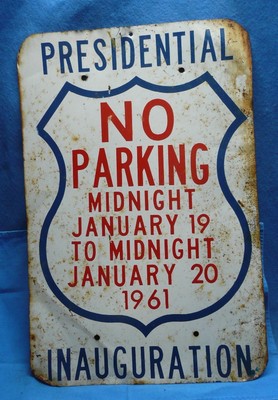 PRESIDENTIAL
NO
PARKING
MIDNIGHT
JANUARY 19
TO MIDNIGHT
JANUARY 20
1961
INAUGURATION